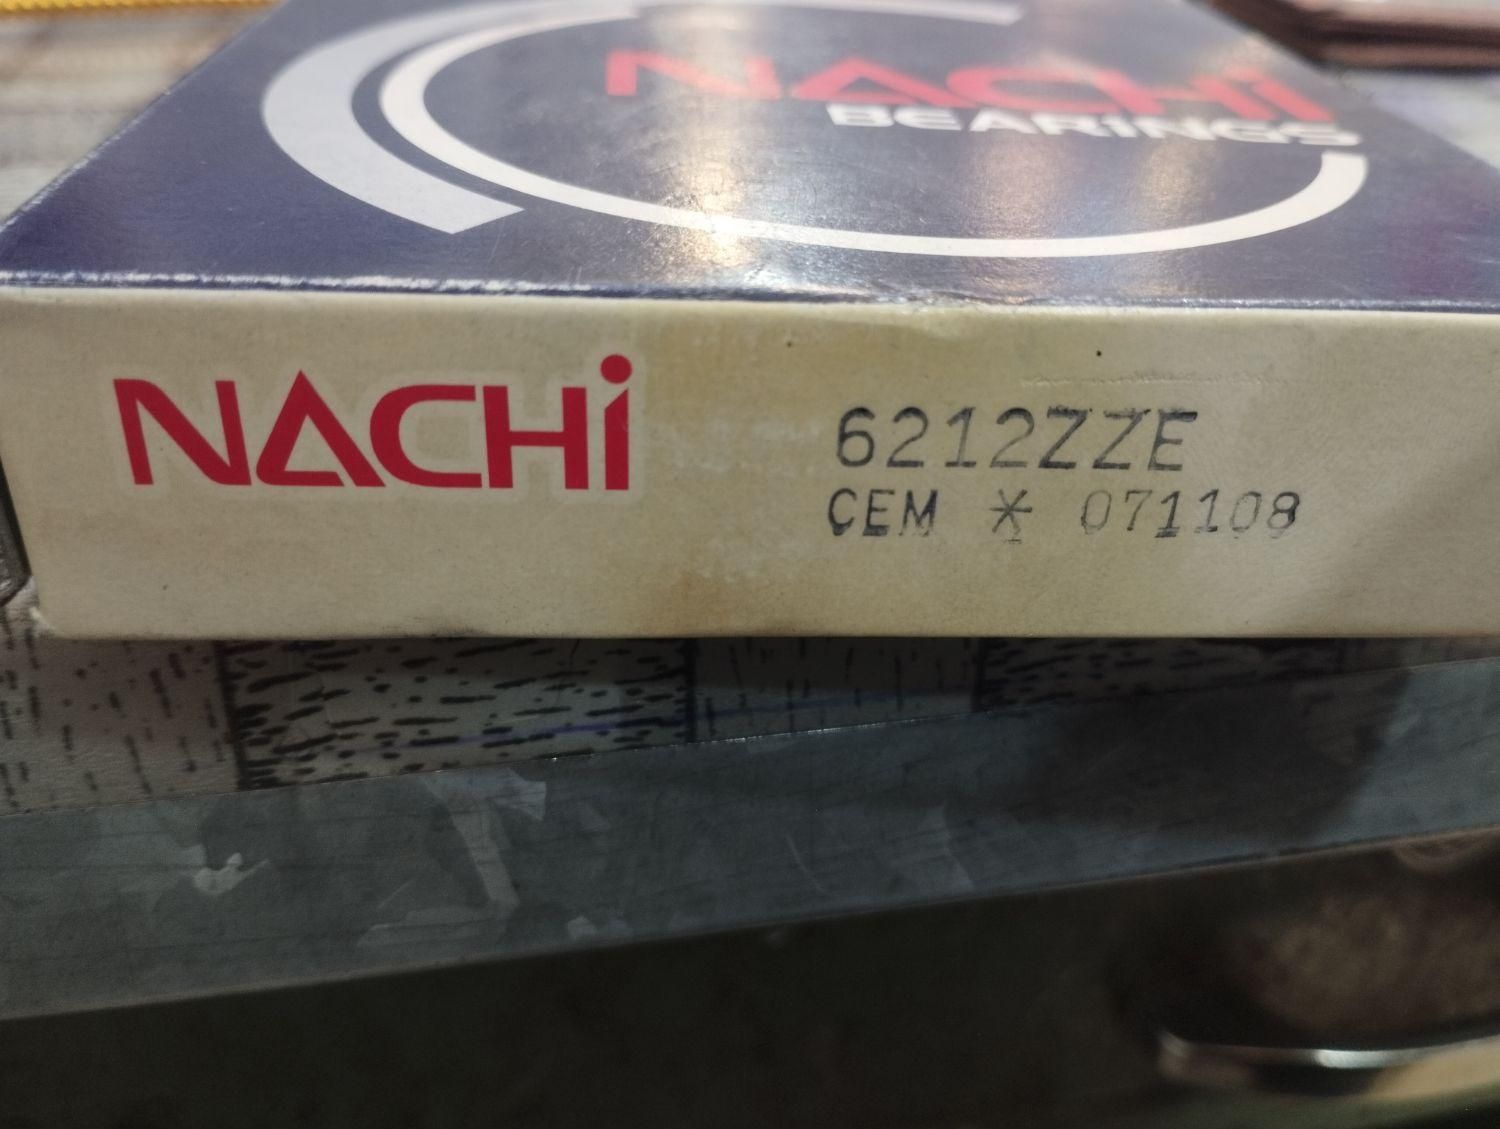 NACHi
BEARINGS
NACHi
6212ZZE
CEM * 071108